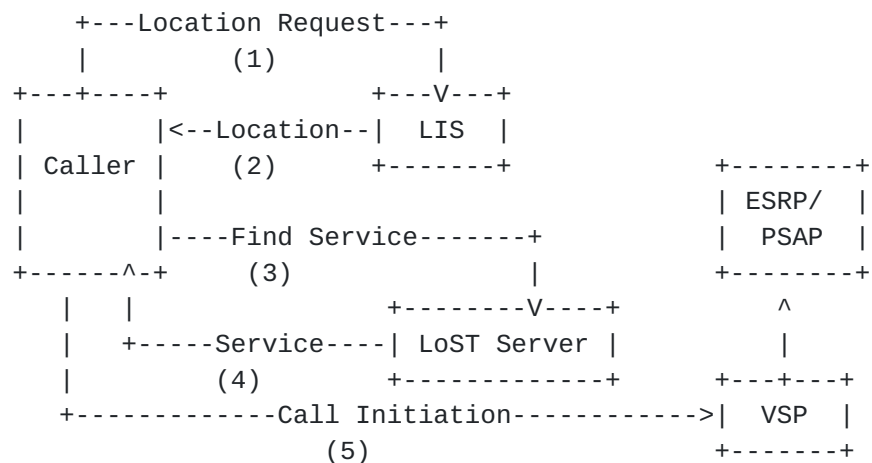 Location Request
(1)
Location LIS
Caller (2)
ESRP/
Find Service PSAP
(3)
Service LoST Server
(4)
Call Initiation VSP
(5)